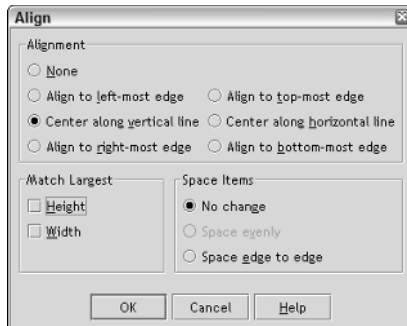 Align
Alignment
None
Align to left-most edge Align to top-most edge
Center along vertical line Center along horizontal line
Align to right-most edge Align to bottom-most edge
Match Largest Space Items
Height No change
Width Space evenly
Space edge to edge
OK Cancel Help